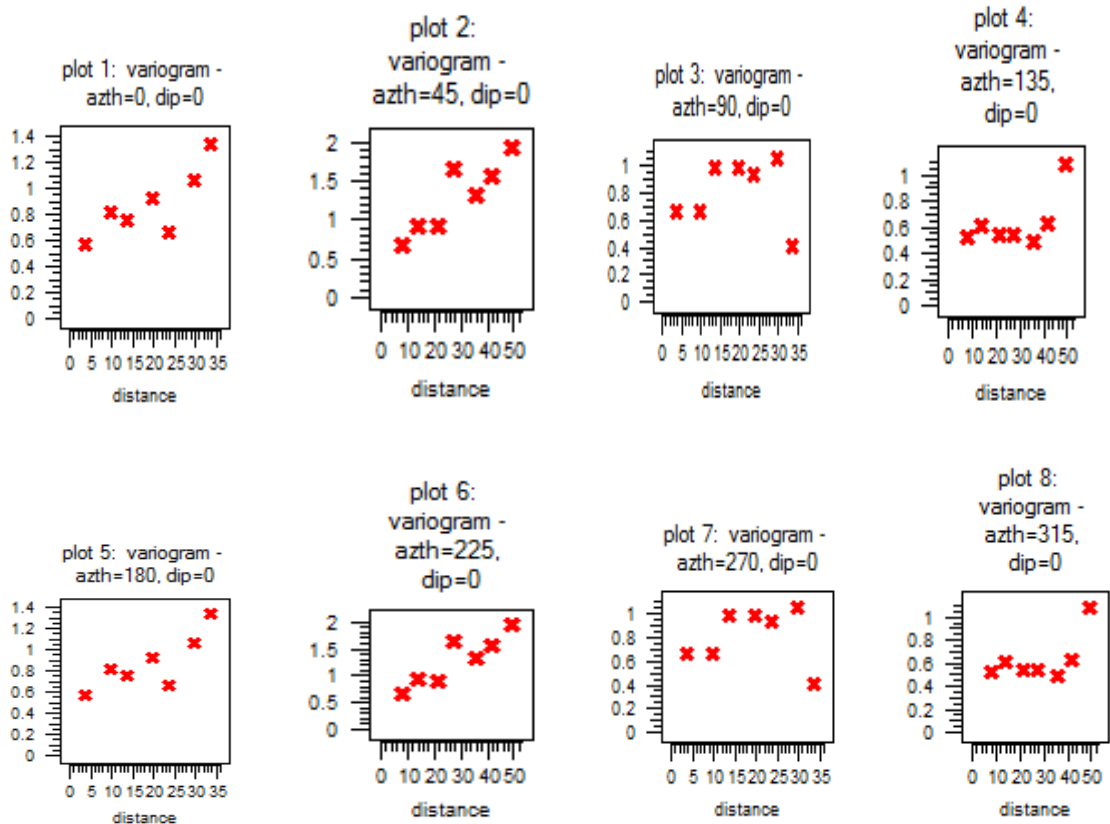 plot 1: variogram -
azth=0, dip=0
1.4
1.2
1
0.8
0.6
0.4
0.2
0
0 5 10 15 20 25 30 35
distance
plot 2:
variogram -
azth=45, dip=0
2
1.5
1
0.5
0
0 10 20 30 40 50
distance
plot 3: variogram -
azth=90, dip=0
1
0.8
0.6
0.4
0.2
0
0 5 10 15 20 25 30 35
distance
plot 4:
variogram -
azth=135,
dip=0
1
0.8
0.6
0.4
0.2
0
0 10 20 30 40 50
distance
plot 5: variogram -
azth=180, dip=0
1.4
1.2
1
0.8
0.6
0.4
0.2
0
0 5 10 15 20 25 30 35
distance
plot 6:
variogram -
azth=225,
dip=0
2
1.5
1
0.5
0
0 10 20 30 40 50
distance
plot 7: variogram -
azth=270, dip=0
1
0.8
0.6
0.4
0.2
0
0 5 10 15 20 25 30 35
distance
plot 8:
variogram -
azth=315,
dip=0
1
0.8
0.6
0.4
0.2
0
0 10 20 30 40 50
distance